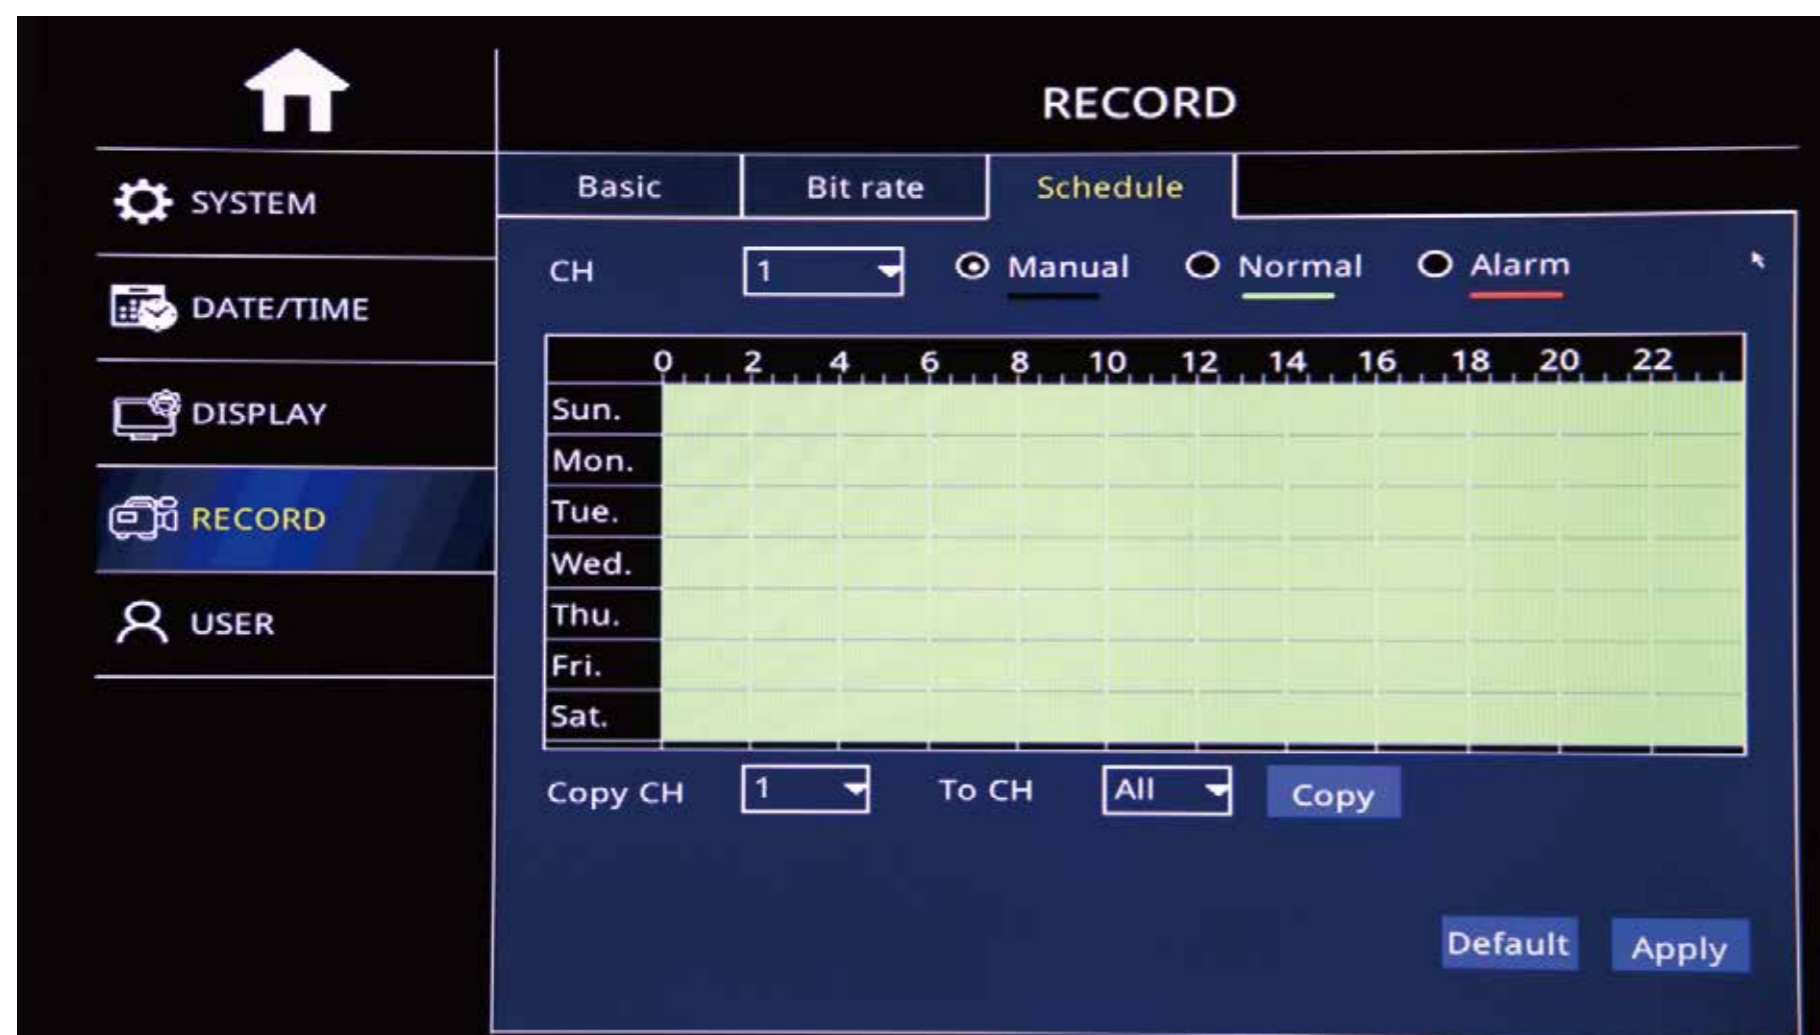 RECORD
SYSTEM
DATE/TIME
DISPLAY
RECORD
USER
Basic Bit rate Schedule
CH 1 Manual Normal Alarm
0 2 4 6 8 10 12 14 16 18 20 22
Sun.
Mon.
Tue.
Wed.
Thu.
Fri.
Sat.
Copy CH 1 To CH All Copy
Default Apply